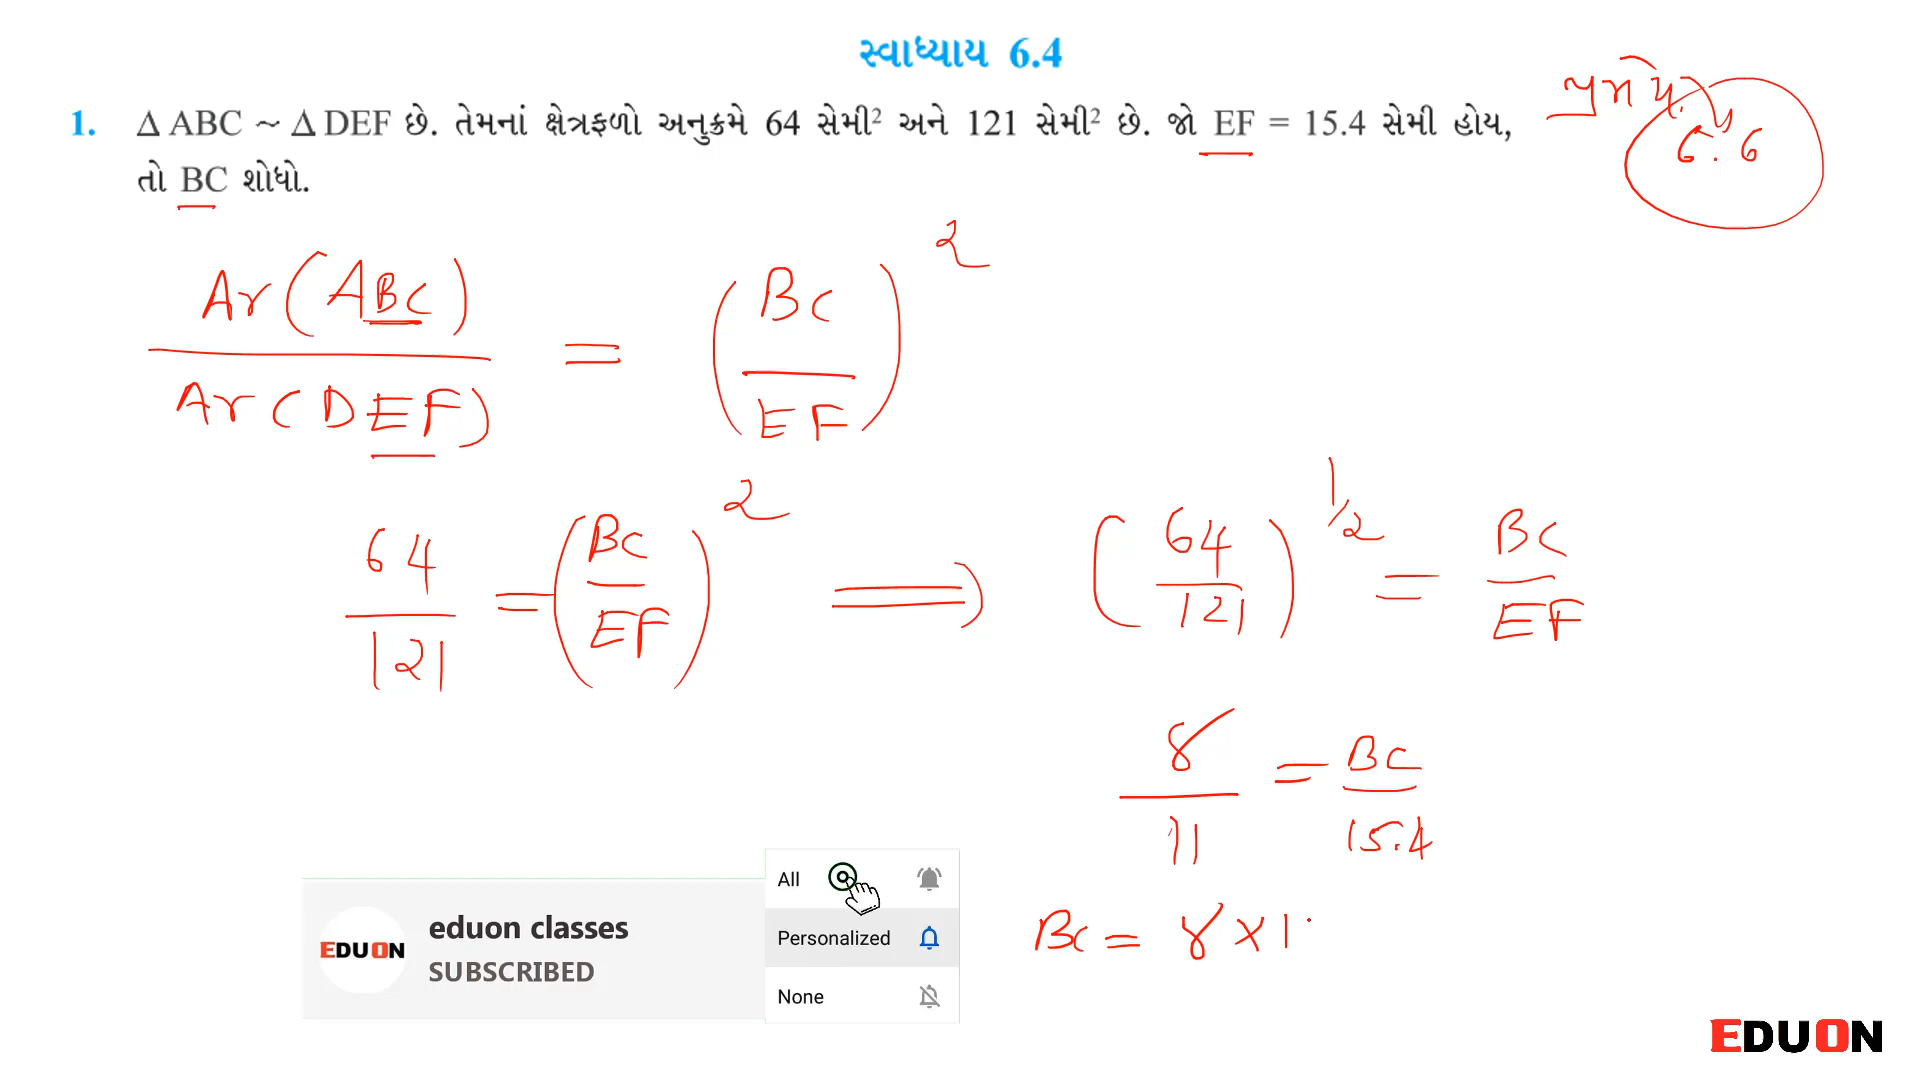 સ્વાધ્યાય 6.4
1. Δ ABC ~ Δ DEF છે. તેમનાં ક્ષેત્રફળો અનુક્રમે 64 સેમી² અને 121 સેમી² છે. જો EF = 15.4 સેમી હોય,
તો BC શોધો.
પ્રમેય
6.6
Ar(ABC) / Ar(DEF) = (BC / EF)²
64 / 121 = (BC / EF)² ⟹ (64 / 121)^1/2 = BC / EF
8 / 11 = BC / 15.4
BC = 8 × 1
eduon classes
SUBSCRIBED
EDUON
All
Personalized
None
EDUON